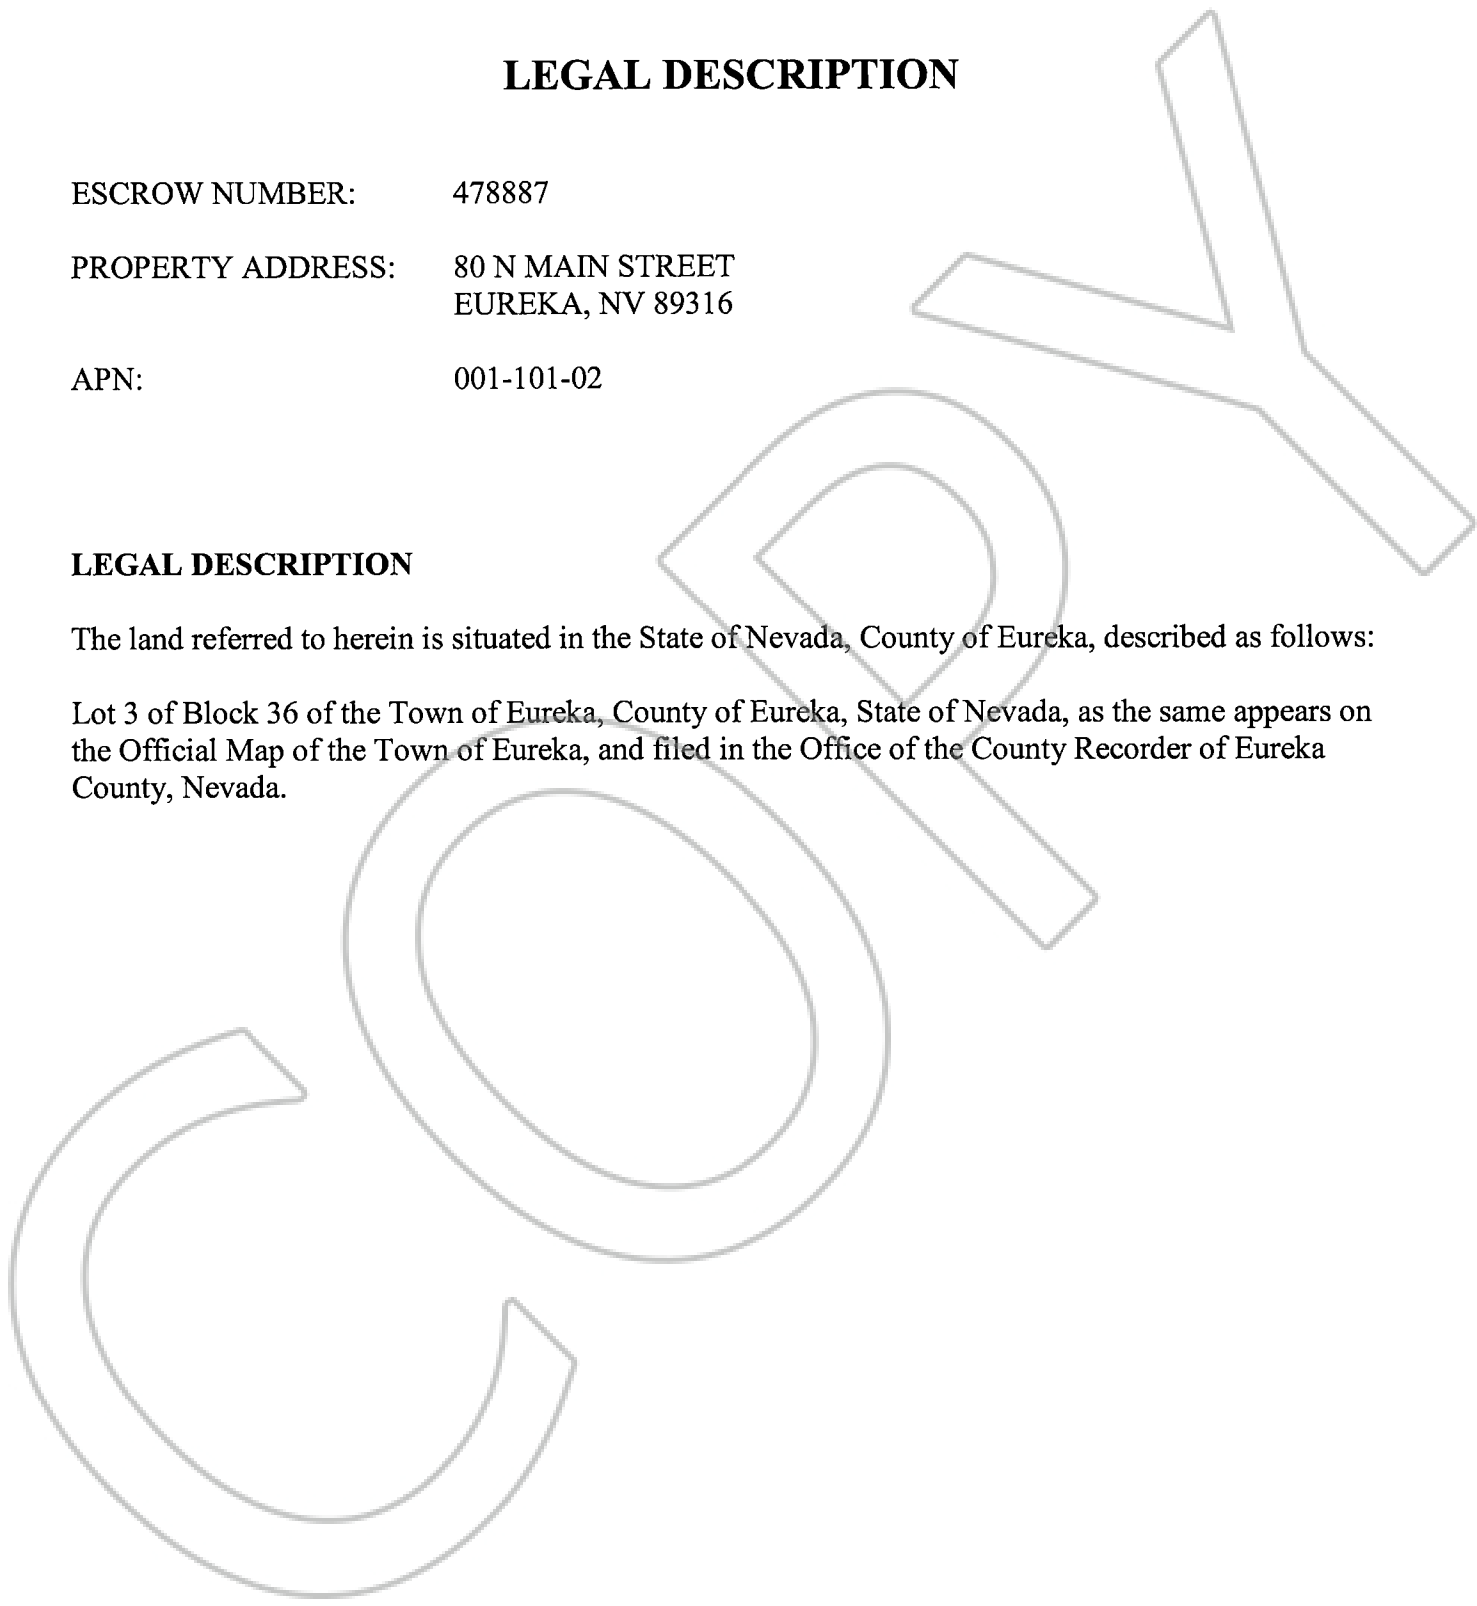 LEGAL DESCRIPTION
ESCROW NUMBER: 478887
PROPERTY ADDRESS: 80 N MAIN STREET
EUREKA, NV 89316
APN: 001-101-02
LEGAL DESCRIPTION
The land referred to herein is situated in the State of Nevada, County of Eureka, described as follows:
Lot 3 of Block 36 of the Town of Eureka, County of Eureka, State of Nevada, as the same appears on
the Official Map of the Town of Eureka, and filed in the Office of the County Recorder of Eureka
County, Nevada.
COPY